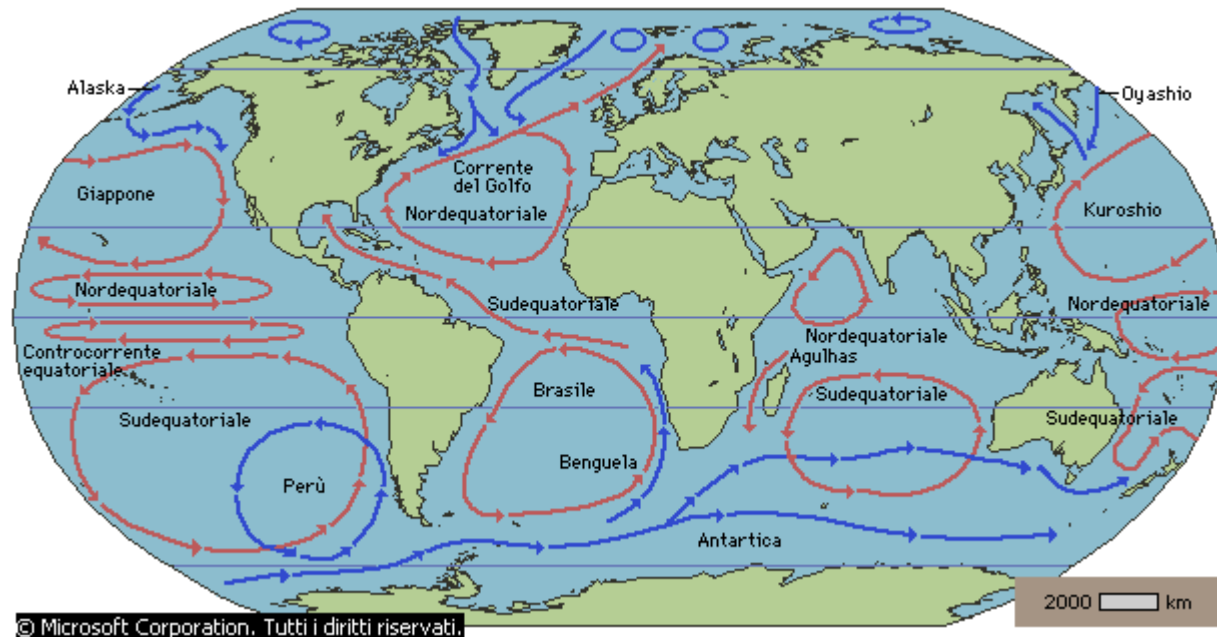 Alaska
Oyashio
Giappone
Corrente
del Golfo
Nordequatoriale
Kuroshio
Nordequatoriale
Sudequatoriale
Nordequatoriale
Nordequatoriale
Controcorrente
equatoriale
Agulhas
Sudequatoriale
Brasile
Sudequatoriale
Sudequatoriale
Benguela
Perù
Antartica
2000 km
© Microsoft Corporation. Tutti i diritti riservati.